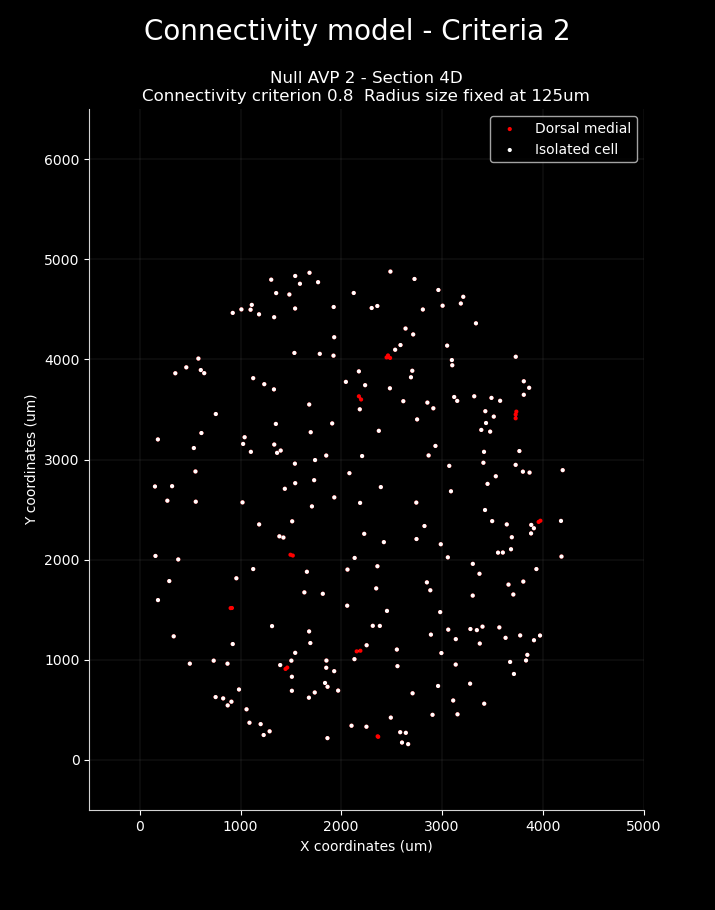 Connectivity model - Criteria 2
Null AVP 2 - Section 4D
Connectivity criterion 0.8  Radius size fixed at 125um
Dorsal medial
Isolated cell
6000
5000
4000
3000
2000
1000
0
Y coordinates (um)
0 1000 2000 3000 4000 5000
X coordinates (um)